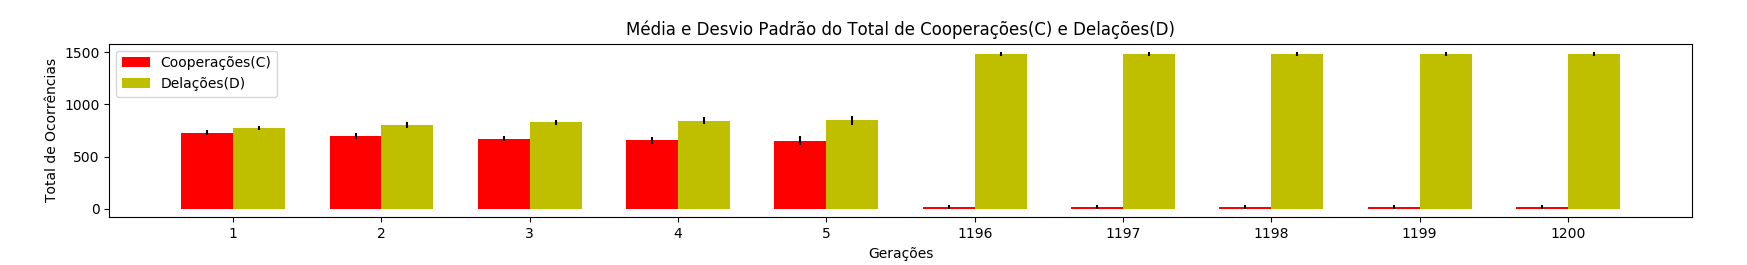 Média e Desvio Padrão do Total de Cooperações(C) e Delações(D)
Total de Ocorrências
1500
1000
500
0
Cooperações(C)
Delações(D)
1 2 3 4 5 1196 1197 1198 1199 1200
Gerações